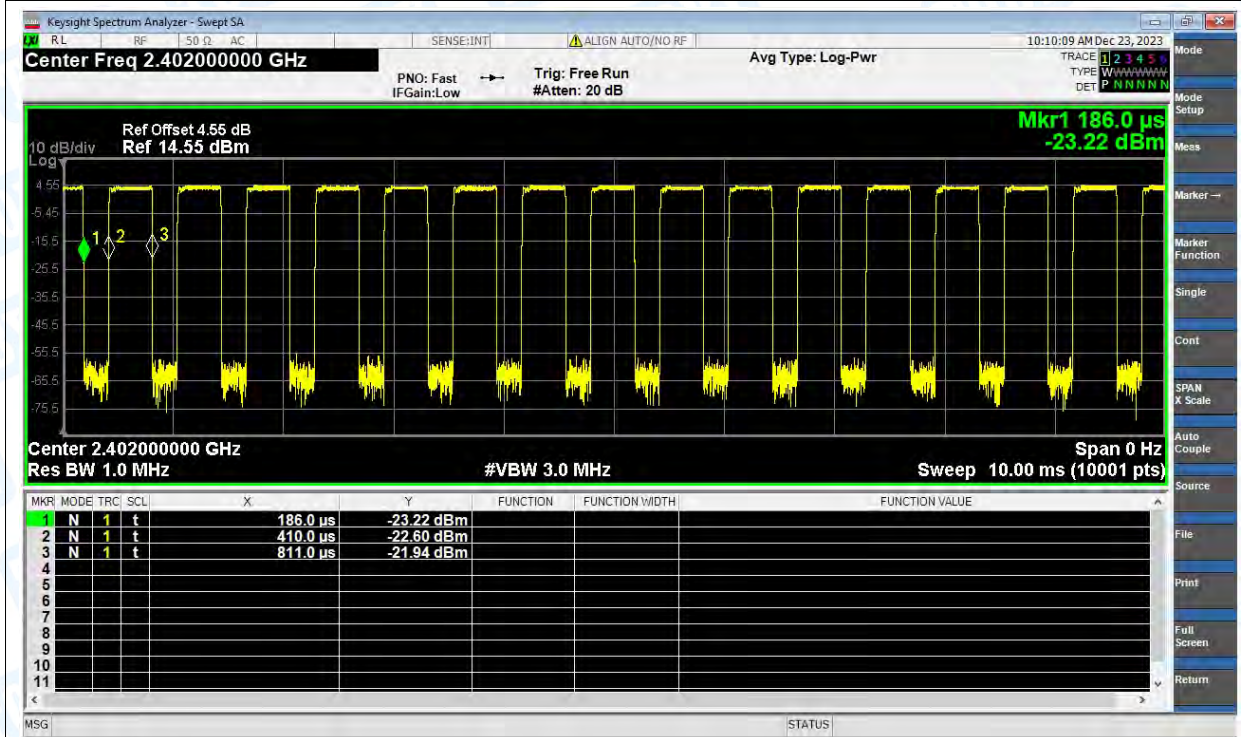 Keysight Spectrum Analyzer - Swept SA
LXI RL RF 50 Ω AC SENSE:INT ALIGN AUTO/NO RF 10:10:09 AM Dec 23, 2023
Center Freq 2.402000000 GHz
PNO: Fast
IFGain:Low
Trig: Free Run
#Atten: 20 dB
Avg Type: Log-Pwr
TRACE 1 2 3 4 5 6
TYPE W
DET P N N N N N
Ref Offset 4.55 dB
10 dB/div Ref 14.55 dBm
Log
Mkr1 186.0 µs
-23.22 dBm
4.55
-5.45
-15.5
-25.5
-35.5
-45.5
-55.5
-65.5
-75.5
1 2 3
Center 2.402000000 GHz Span 0 Hz
Res BW 1.0 MHz #VBW 3.0 MHz Sweep 10.00 ms (10001 pts)
MKR MODE TRC SCL X Y FUNCTION FUNCTION WIDTH FUNCTION VALUE
1 N 1 t 186.0 µs -23.22 dBm
2 N 1 t 410.0 µs -22.60 dBm
3 N 1 t 811.0 µs -21.94 dBm
4
5
6
7
8
9
10
11
MSG STATUS
Mode
Mode
Setup
Meas
Marker→
Marker
Function
Single
Cont
SPAN
X Scale
Auto
Couple
Source
File
Print
Full
Screen
Return